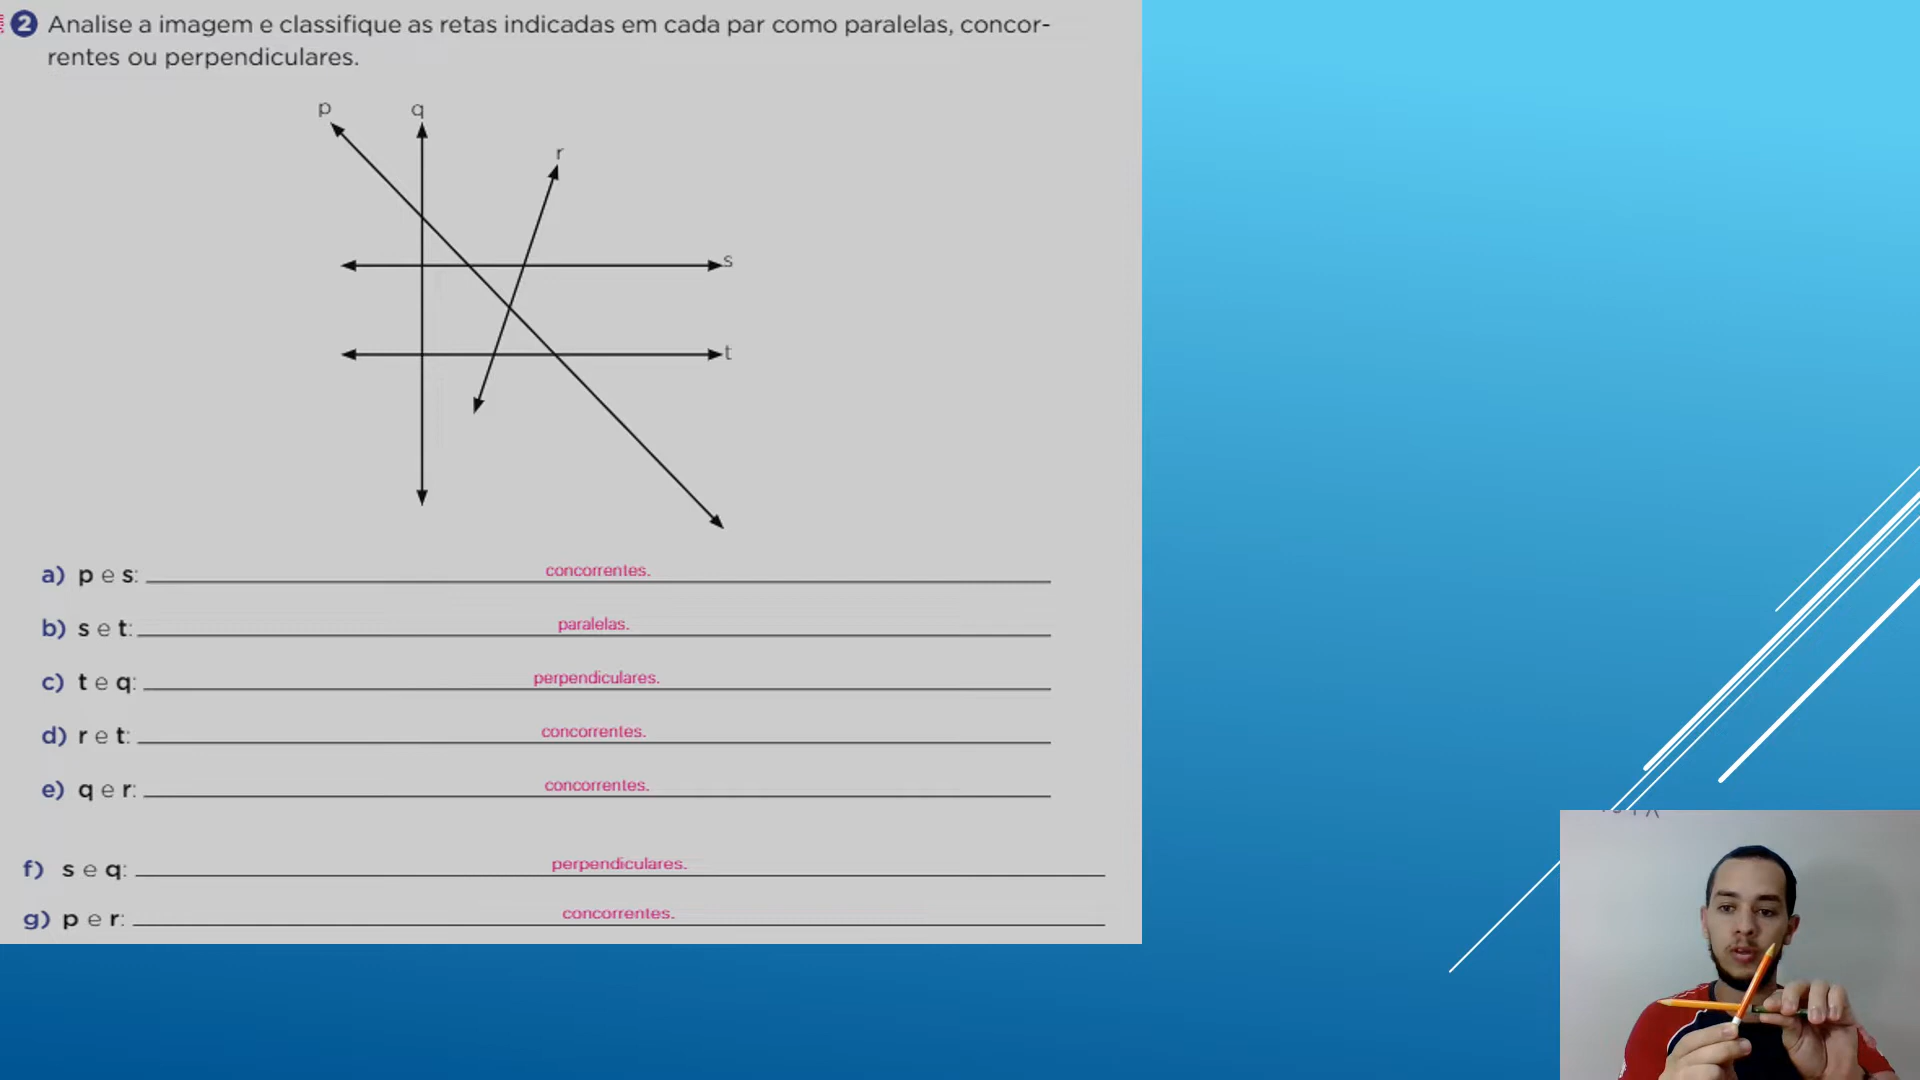 2 Analise a imagem e classifique as retas indicadas em cada par como paralelas, concor-
rentes ou perpendiculares.
p
q
r
s
t
a) p e s: concorrentes.
b) s e t: paralelas.
c) t e q: perpendiculares.
d) r e t: concorrentes.
e) q e r: concorrentes.
f) s e q: perpendiculares.
g) p e r: concorrentes.